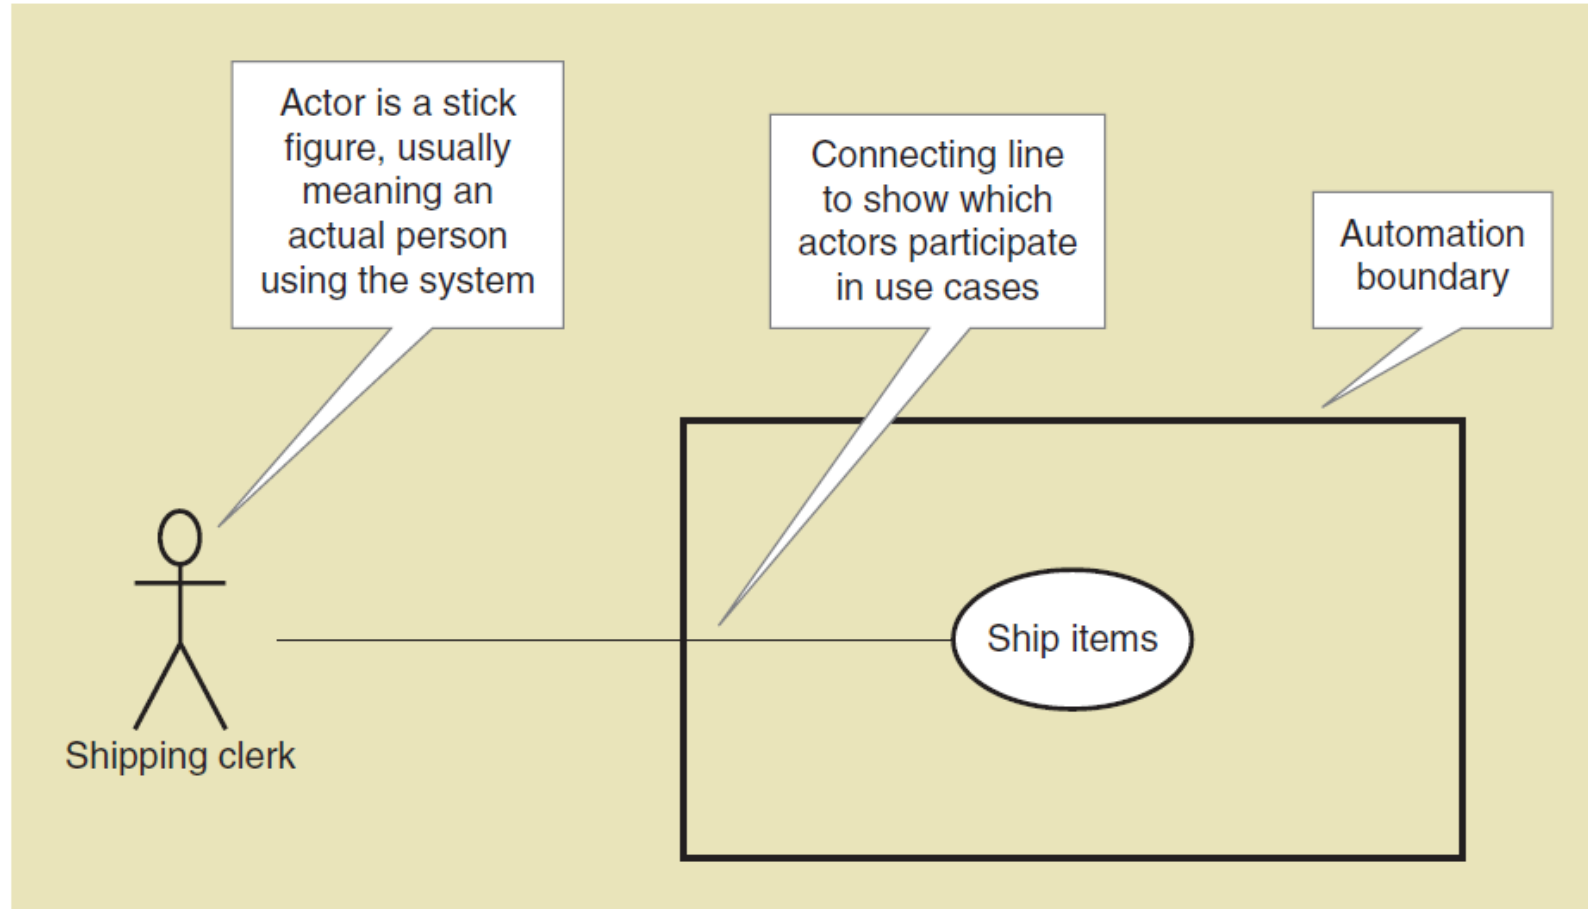 Actor is a stick
figure, usually
meaning an
actual person
using the system
Connecting line
to show which
actors participate
in use cases
Automation
boundary
Ship items
Shipping clerk